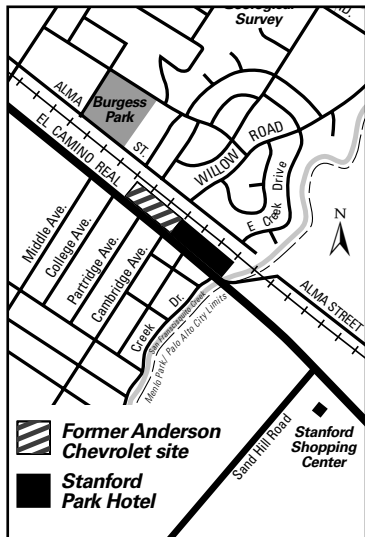 Survey
RD.
ALMA
ST.
Burgess
Park
EL CAMINO REAL
WILLOW ROAD
E Creek Drive
N
Middle Ave.
College Ave.
Partridge Ave.
Cambridge Ave.
Creek Dr.
San Francisquito Creek
Menlo Park / Palo Alto City Limits
ALMA STREET
Sand Hill Road
Stanford
Shopping
Center
Former Anderson
Chevrolet site
Stanford
Park Hotel